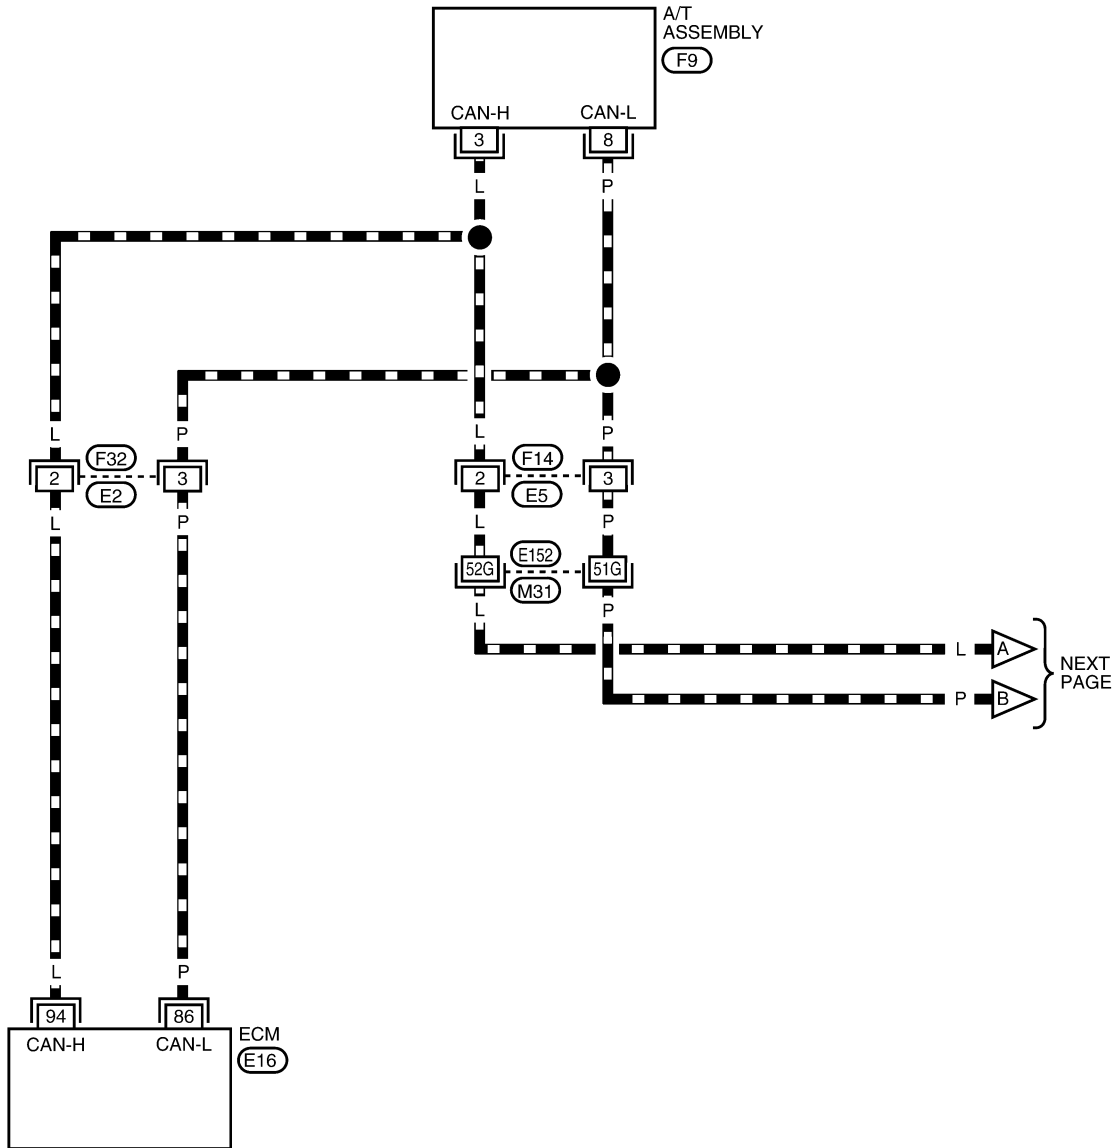 A/T
ASSEMBLY
F9
CAN-H CAN-L
3 8
L P
L P L P
2 F32 3 2 F14 3
E2 E5
L P L P
52G E152 51G
M31
L P
L A
NEXT
PAGE
P B
L P
94 86
ECM
CAN-H CAN-L
E16